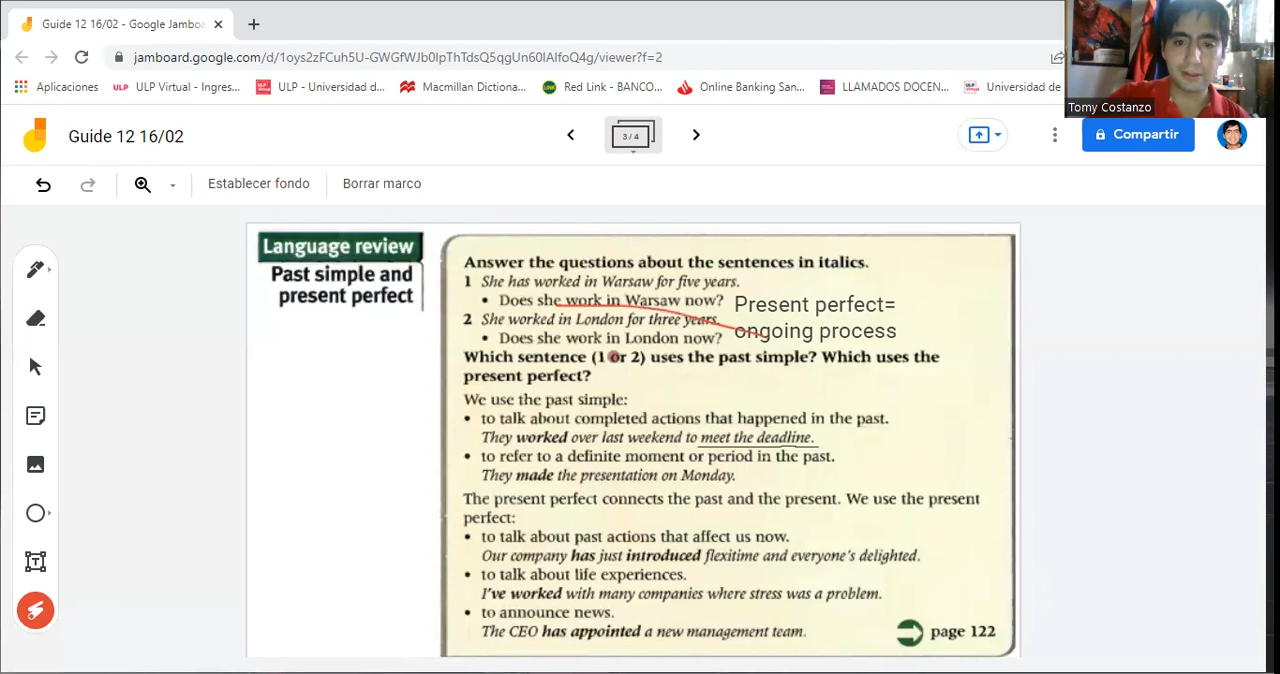 Guide 12 16/02 - Google Jambo
jamboard.google.com/d/1oys2zFCuh5U-GWGfWJb0IpThTdsQ5qgUn60IAlfoQ4g/viewer?f=2
Aplicaciones
ULP ULP Virtual - Ingres...
ULP - Universidad d...
Macmillan Dictiona...
LINK Red Link - BANCO...
Online Banking San...
LLAMADOS DOCEN...
Universidad de
Tomy Costanzo
Guide 12 16/02
3 / 4
Compartir
Establecer fondo
Borrar marco
Language review
Past simple and
present perfect
Answer the questions about the sentences in italics.
1 She has worked in Warsaw for five years.
• Does she work in Warsaw now?
2 She worked in London for three years.
• Does she work in London now?
Present perfect=
ongoing process
Which sentence (1 or 2) uses the past simple? Which uses the
present perfect?
We use the past simple:
• to talk about completed actions that happened in the past.
They worked over last weekend to meet the deadline.
• to refer to a definite moment or period in the past.
They made the presentation on Monday.
The present perfect connects the past and the present. We use the present
perfect:
• to talk about past actions that affect us now.
Our company has just introduced flexitime and everyone's delighted.
• to talk about life experiences.
I've worked with many companies where stress was a problem.
• to announce news.
The CEO has appointed a new management team.
page 122